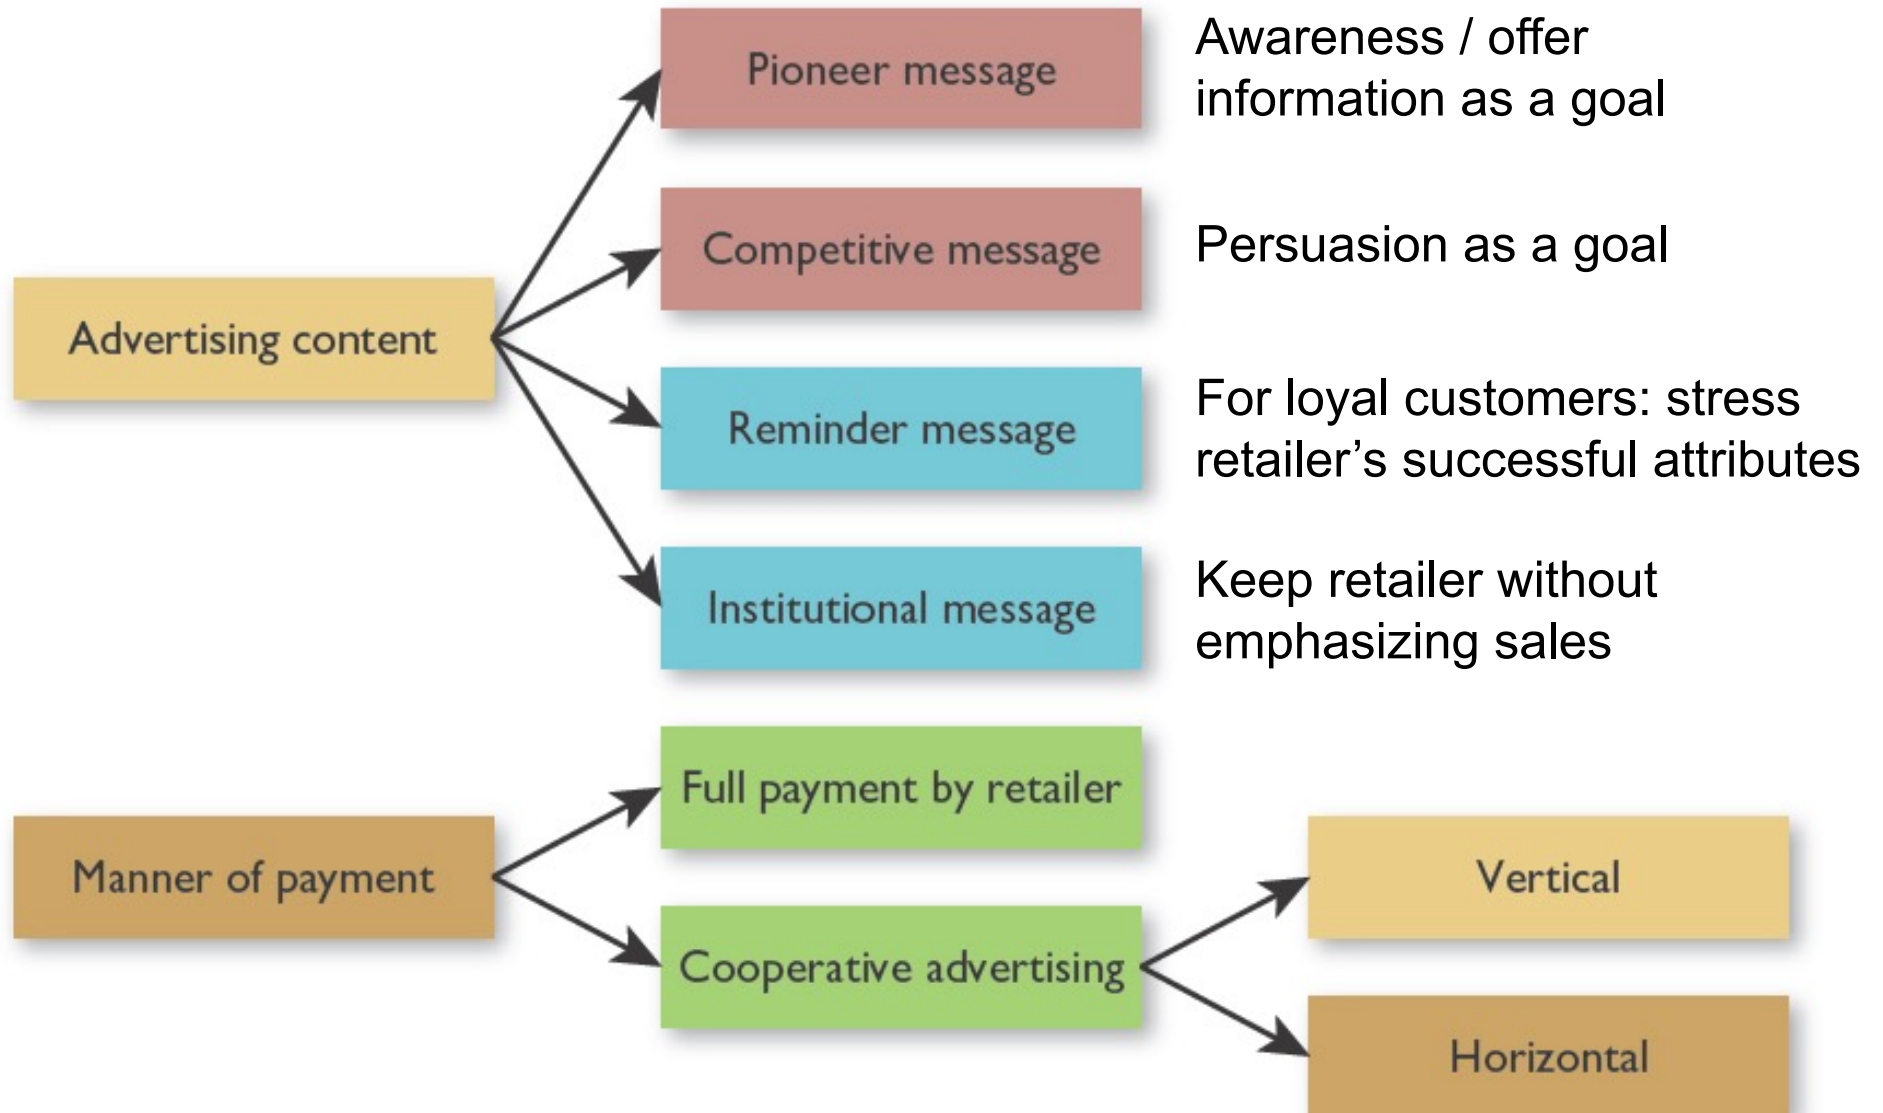 Pioneer message
Awareness / offer
information as a goal
Competitive message
Persuasion as a goal
Advertising content
Reminder message
For loyal customers: stress
retailer’s successful attributes
Institutional message
Keep retailer without
emphasizing sales
Full payment by retailer
Manner of payment
Vertical
Cooperative advertising
Horizontal